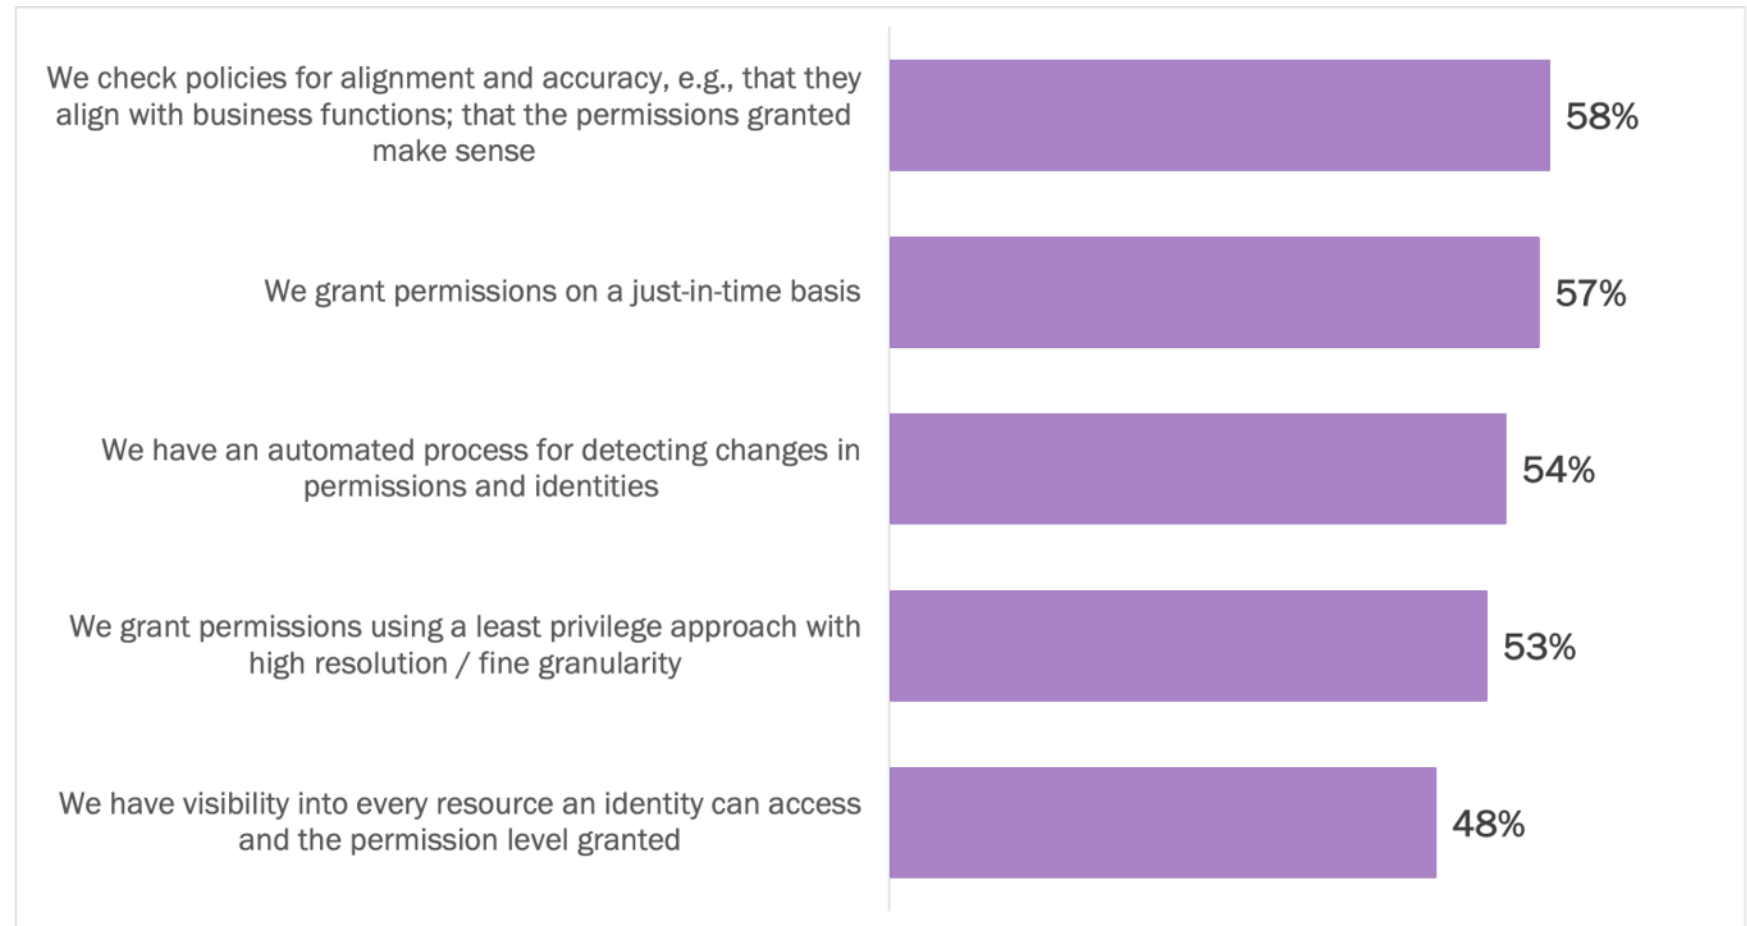 We check policies for alignment and accuracy, e.g., that they
align with business functions; that the permissions granted
make sense
58%
We grant permissions on a just-in-time basis
57%
We have an automated process for detecting changes in
permissions and identities
54%
We grant permissions using a least privilege approach with
high resolution / fine granularity
53%
We have visibility into every resource an identity can access
and the permission level granted
48%